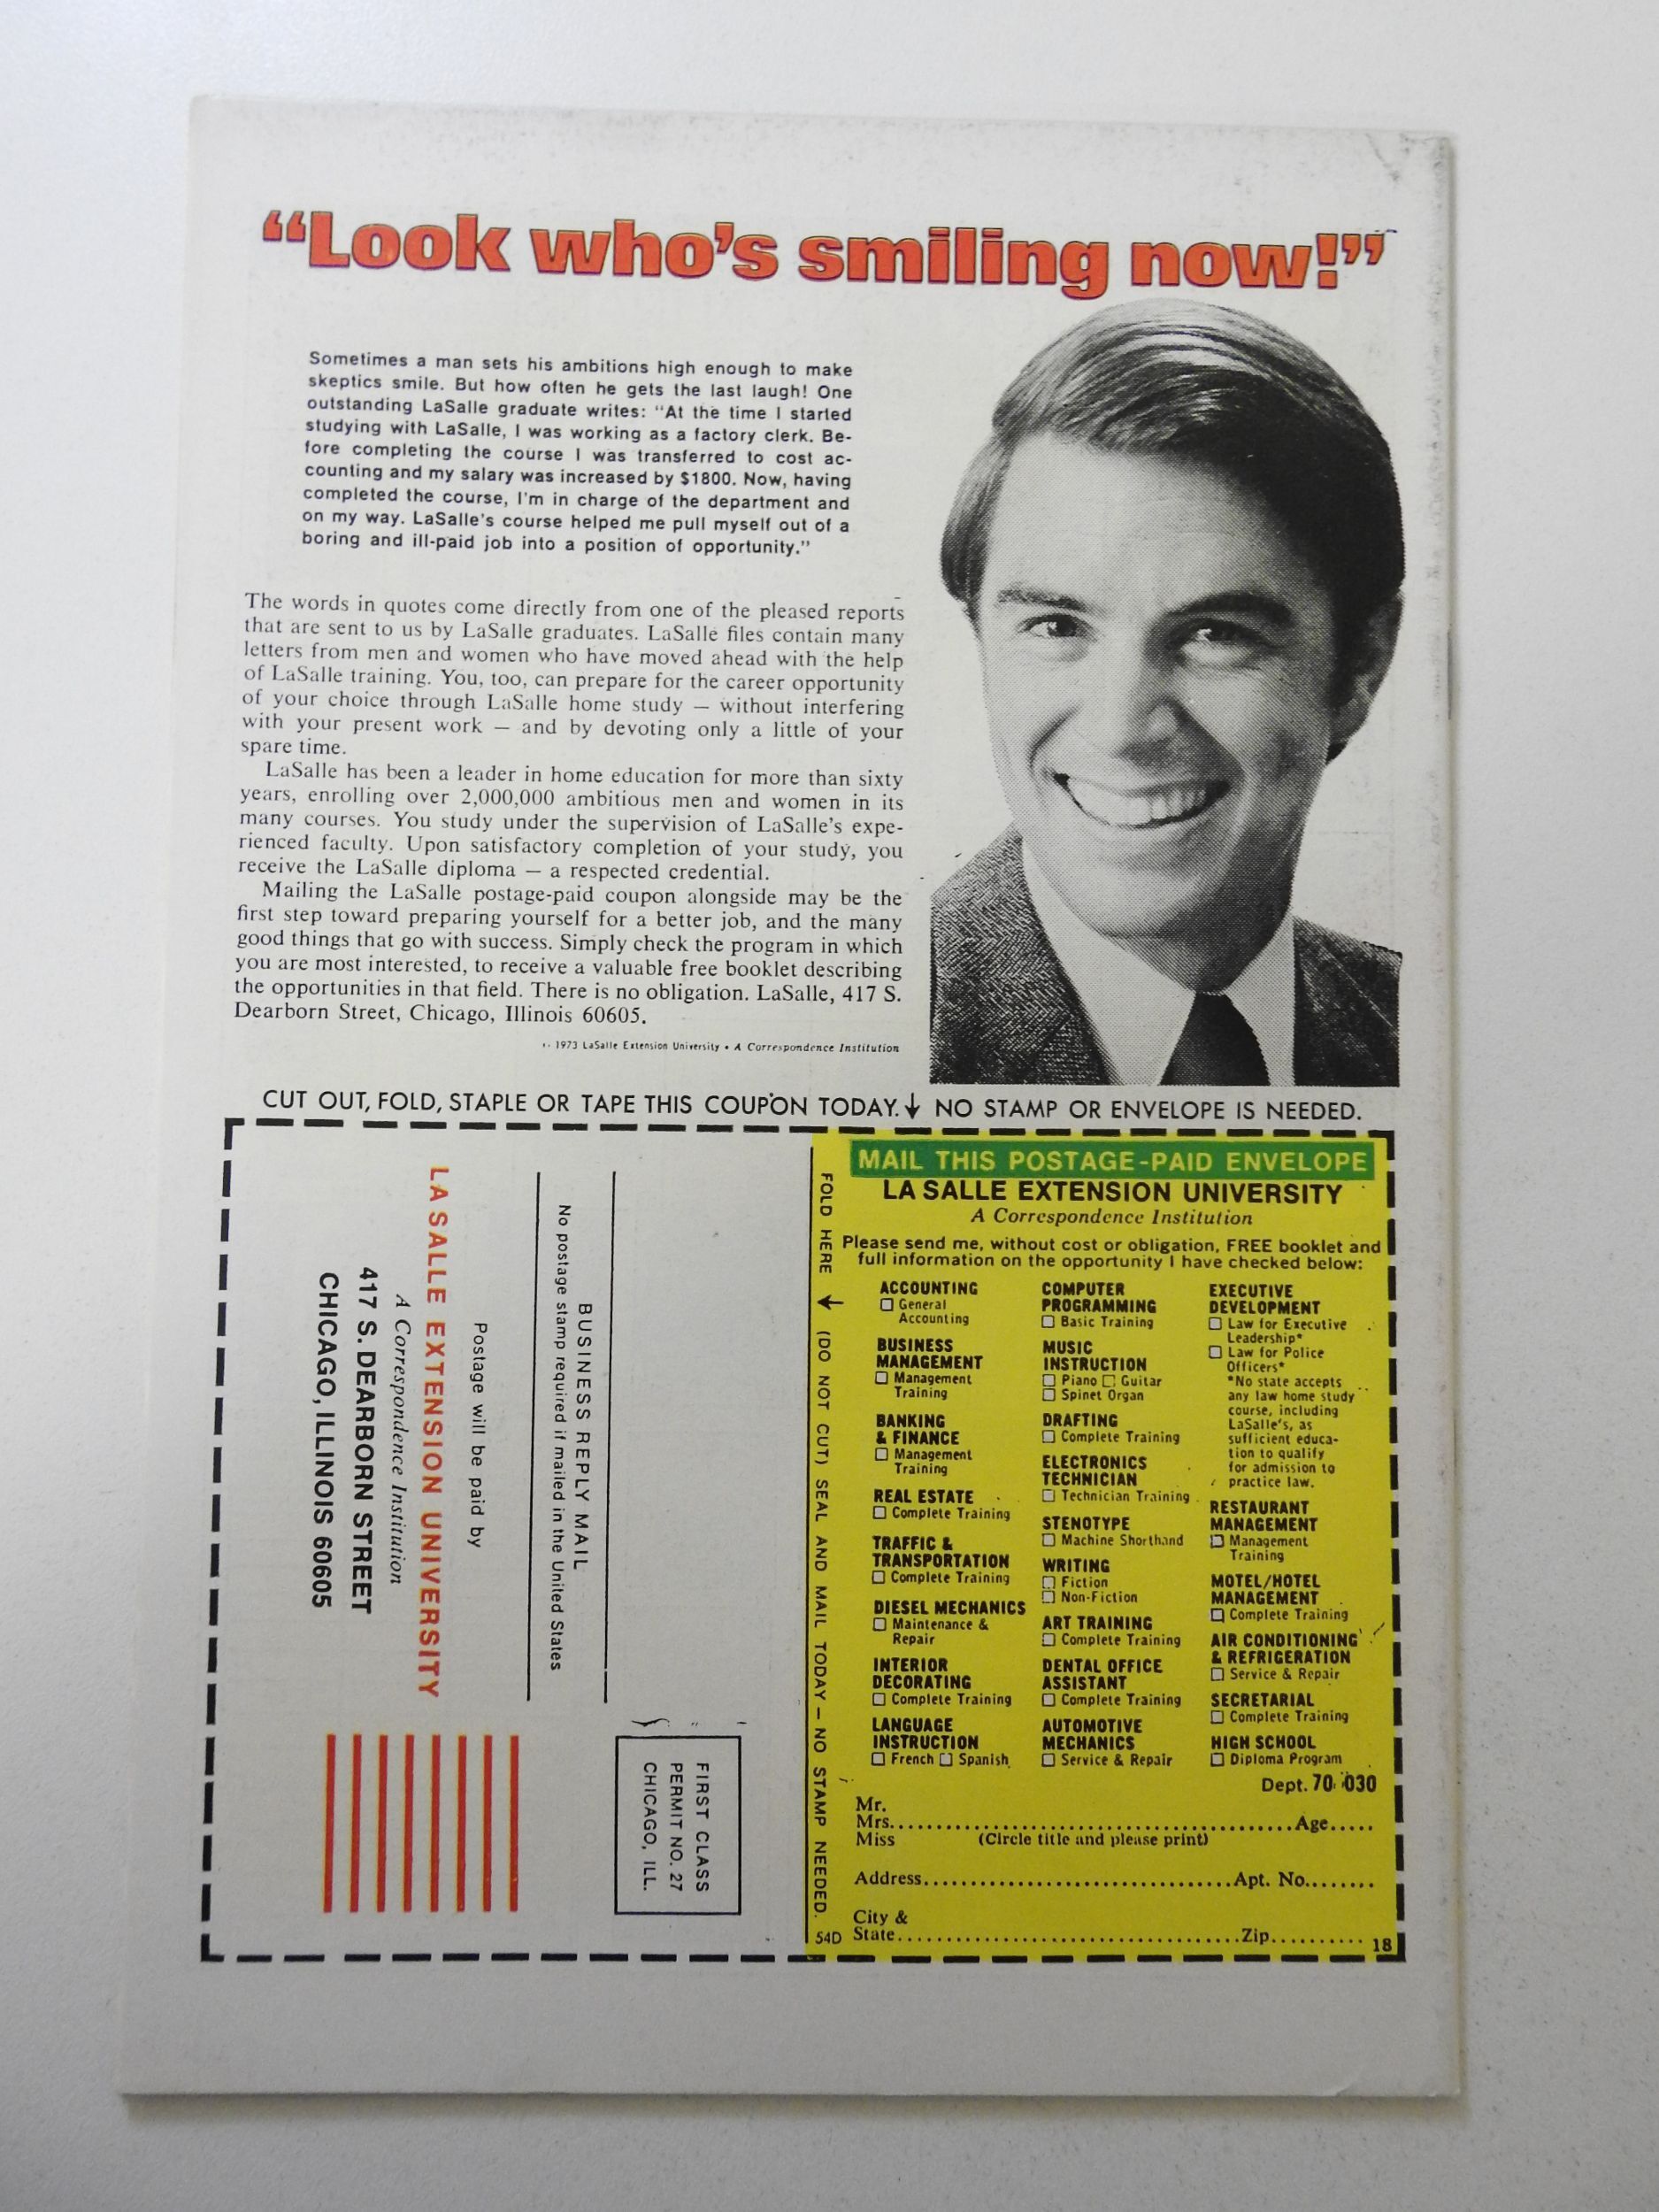 “Look who’s smiling now!”
Sometimes a man sets his ambitions high enough to make
skeptics smile. But how often he gets the last laugh! One
outstanding LaSalle graduate writes: “At the time I started
studying with LaSalle, I was working as a factory clerk. Be-
fore completing the course I was transferred to cost ac-
counting and my salary was increased by $1800. Now, having
completed the course, I'm in charge of the department and
on my way. LaSalle's course helped me pull myself out of a
boring and ill-paid job into a position of opportunity.”
The words in quotes come directly from one of the pleased reports
that are sent to us by LaSalle graduates. LaSalle files contain many
letters from men and women who have moved ahead with the help
of LaSalle training. You, too, can prepare for the career opportunity
of your choice through LaSalle home study — without interfering
with your present work — and by devoting only a little of your
spare time.
LaSalle has been a leader in home education for more than sixty
years, enrolling over 2,000,000 ambitious men and women in its
many courses. You study under the supervision of LaSalle's expe-
rienced faculty. Upon satisfactory completion of your study, you
receive the LaSalle diploma — a respected credential.
Mailing the LaSalle postage-paid coupon alongside may be the
first step toward preparing yourself for a better job, and the many
good things that go with success. Simply check the program in which
you are most interested, to receive a valuable free booklet describing
the opportunities in that field. There is no obligation. LaSalle, 417 S.
Dearborn Street, Chicago, Illinois 60605.
1973 LaSalle Extension University • A Correspondence Institution
CUT OUT, FOLD, STAPLE OR TAPE THIS COUPON TODAY. ↓ NO STAMP OR ENVELOPE IS NEEDED.
FIRST CLASS
PERMIT NO. 27
CHICAGO, ILL.
BUSINESS REPLY MAIL
No postage stamp required if mailed in the United States
Postage will be paid by
LA SALLE EXTENSION UNIVERSITY
A Correspondence Institution
417 S. DEARBORN STREET
CHICAGO, ILLINOIS 60605
FOLD HERE ← (DO NOT CUT) SEAL AND MAIL TODAY — NO STAMP NEEDED.
MAIL THIS POSTAGE-PAID ENVELOPE
LA SALLE EXTENSION UNIVERSITY
A Correspondence Institution
Please send me, without cost or obligation, FREE booklet and
full information on the opportunity I have checked below:
ACCOUNTING
☐ General
Accounting
BUSINESS
MANAGEMENT
☐ Management
Training
BANKING
& FINANCE
☐ Management
Training
REAL ESTATE
☐ Complete Training
TRAFFIC &
TRANSPORTATION
☐ Complete Training
DIESEL MECHANICS
☐ Maintenance &
Repair
INTERIOR
DECORATING
☐ Complete Training
LANGUAGE
INSTRUCTION
☐ French ☐ Spanish
COMPUTER
PROGRAMMING
☐ Basic Training
MUSIC
INSTRUCTION
☐ Piano ☐ Guitar
☐ Spinet Organ
DRAFTING
☐ Complete Training
ELECTRONICS
TECHNICIAN
☐ Technician Training
STENOTYPE
☐ Machine Shorthand
WRITING
☐ Fiction
☐ Non-Fiction
ART TRAINING
☐ Complete Training
DENTAL OFFICE
ASSISTANT
☐ Complete Training
AUTOMOTIVE
MECHANICS
☐ Service & Repair
EXECUTIVE
DEVELOPMENT
☐ Law for Executive
Leadership*
☐ Law for Police
Officers*
*No state accepts
any law home study
course, including
LaSalle's, as
sufficient educa-
tion to qualify
for admission to
practice law.
RESTAURANT
MANAGEMENT
☐ Management
Training
MOTEL/HOTEL
MANAGEMENT
☐ Complete Training
AIR CONDITIONING
& REFRIGERATION
☐ Service & Repair
SECRETARIAL
☐ Complete Training
HIGH SCHOOL
☐ Diploma Program
Dept. 70-030
Mr.
Mrs. Age
Miss (Circle title and please print)
Address Apt. No.
City &
State Zip
54D
18